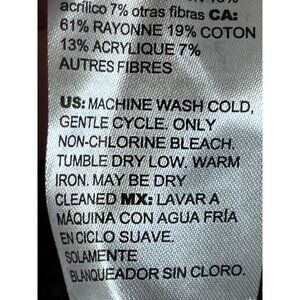 acrílico 7% otras fibras CA:
61% RAYONNE 19% COTON
13% ACRYLIQUE 7%
AUTRES FIBRES
US: MACHINE WASH COLD,
GENTLE CYCLE. ONLY
NON-CHLORINE BLEACH.
TUMBLE DRY LOW. WARM
IRON. MAY BE DRY
CLEANED MX: LAVAR A
MÁQUINA CON AGUA FRÍA
EN CICLO SUAVE.
SOLAMENTE
BLANQUEADOR SIN CLORO.